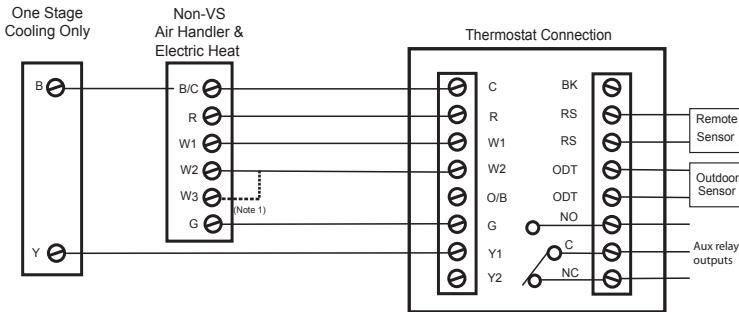 One Stage
Cooling Only
Non-VS
Air Handler &
Electric Heat
Thermostat Connection
B
Y
B/C
R
W1
W2
W3
(Note 1)
G
C
R
W1
W2
O/B
G
Y1
Y2
BK
RS
RS
ODT
ODT
NO
C
NC
Remote
Sensor
Outdoor
Sensor
Aux relay
outputs